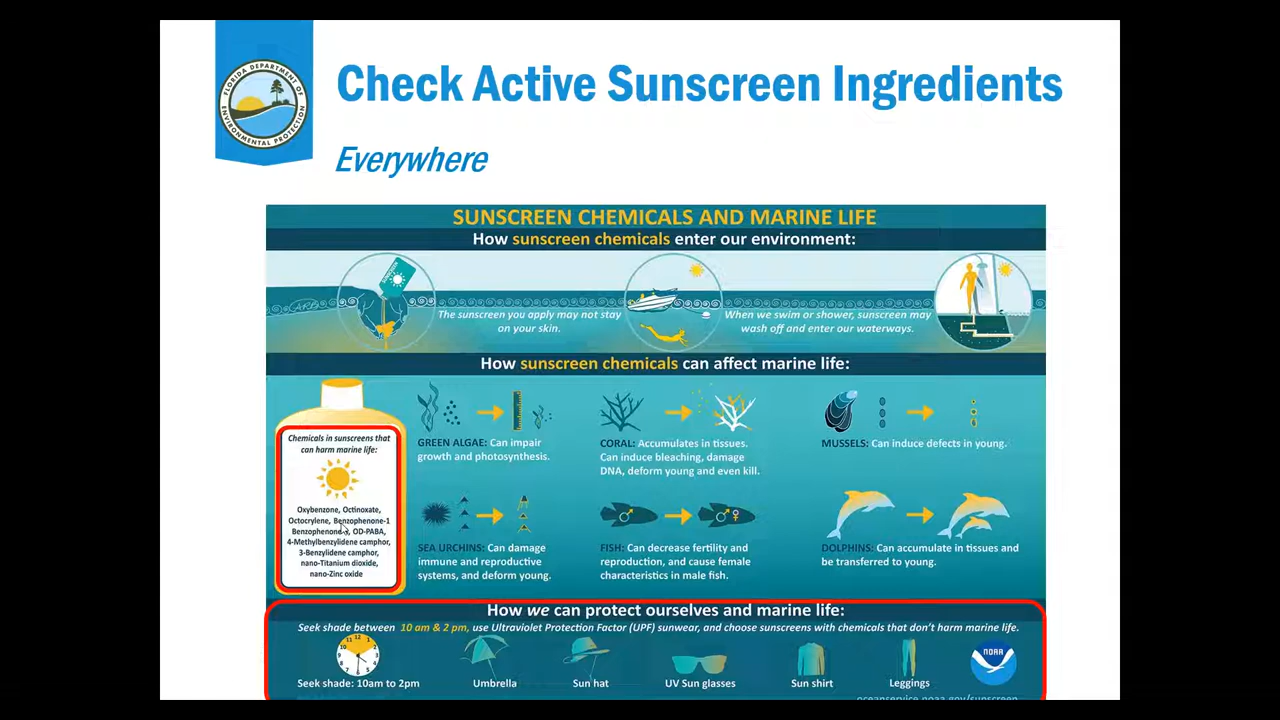 FLORIDA DEPARTMENT OF
ENVIRONMENTAL PROTECTION
Check Active Sunscreen Ingredients
Everywhere
SUNSCREEN CHEMICALS AND MARINE LIFE
How sunscreen chemicals enter our environment:
The sunscreen you apply may not stay
on your skin.
When we swim or shower, sunscreen may
wash off and enter our waterways.
How sunscreen chemicals can affect marine life:
Chemicals in sunscreens that
can harm marine life:
Oxybenzone, Octinoxate,
Octocrylene, Benzophenone-1
OD-PABA,
4-Methylbenzylidene camphor,
3-Benzylidene camphor,
nano-Titanium dioxide,
nano-Zinc oxide
GREEN ALGAE: Can impair
growth and photosynthesis.
CORAL: Accumulates in tissues.
Can induce bleaching, damage
DNA, deform young and even kill.
MUSSELS: Can induce defects in young.
SEA URCHINS: Can damage
immune and reproductive
systems, and deform young.
FISH: Can decrease fertility and
reproduction, and cause female
characteristics in male fish.
DOLPHINS: Can accumulate in tissues and
be transferred to young.
How we can protect ourselves and marine life:
Seek shade between 10 am & 2 pm, use Ultraviolet Protection Factor (UPF) sunwear, and choose sunscreens with chemicals that don't harm marine life.
NOAA
Seek shade: 10am to 2pm
Umbrella
Sun hat
UV Sun glasses
Sun shirt
Leggings
oceanservice.noaa.gov/sunscreen